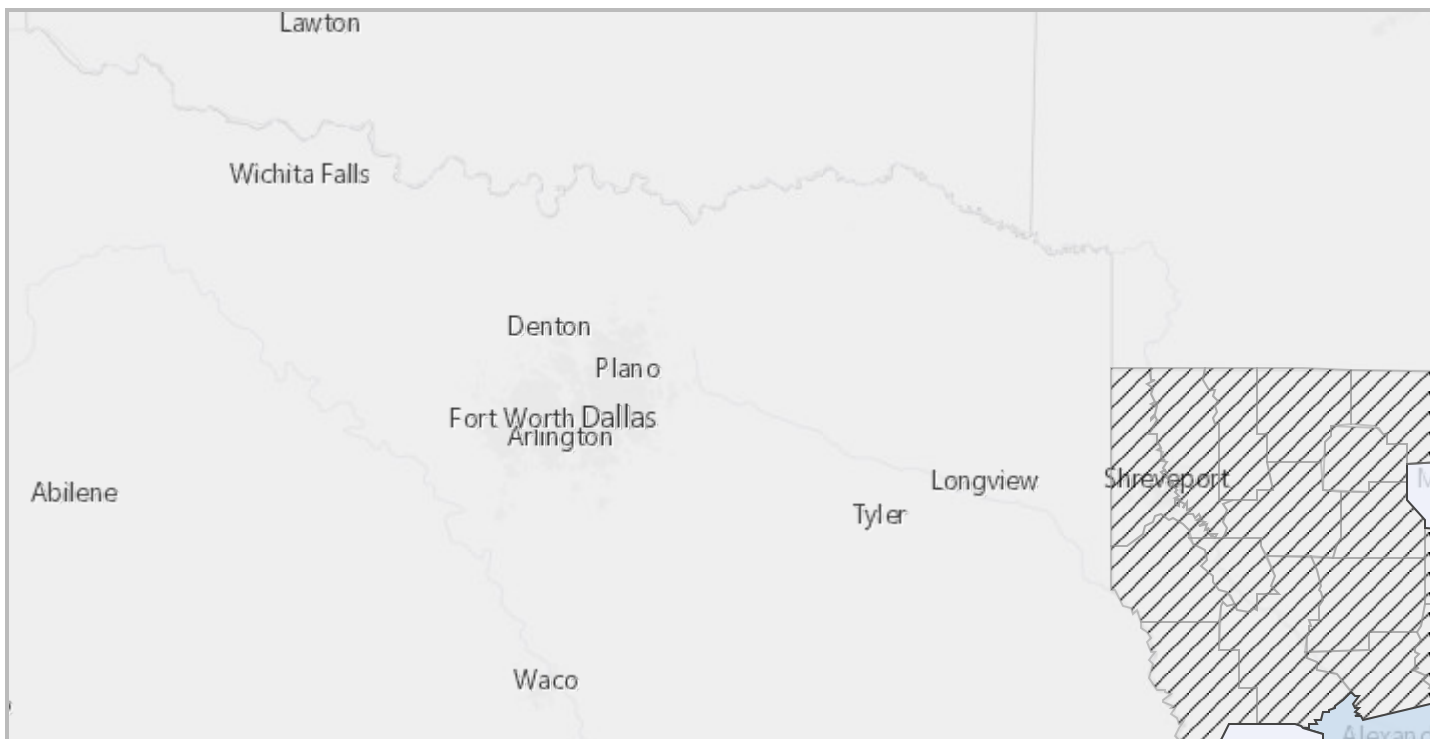 Lawton
Wichita Falls
Denton
Plano
Fort Worth Dallas
Arlington
Longview
Shreveport
Abilene
Tyler
Waco